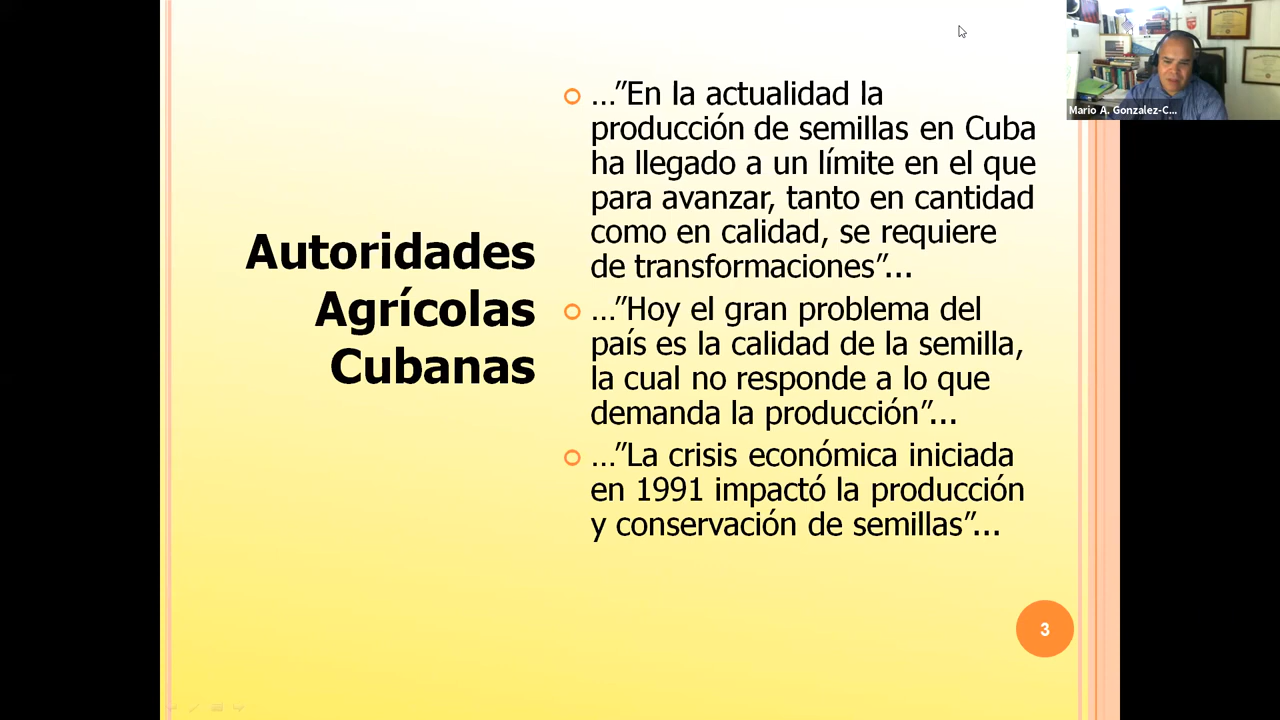 Autoridades
Agrícolas
Cubanas
…”En la actualidad la
producción de semillas en Cuba
ha llegado a un límite en el que
para avanzar, tanto en cantidad
como en calidad, se requiere
de transformaciones”...
…”Hoy el gran problema del
país es la calidad de la semilla,
la cual no responde a lo que
demanda la producción”...
…”La crisis económica iniciada
en 1991 impactó la producción
y conservación de semillas”...
3
Mario A. Gonzalez-C...